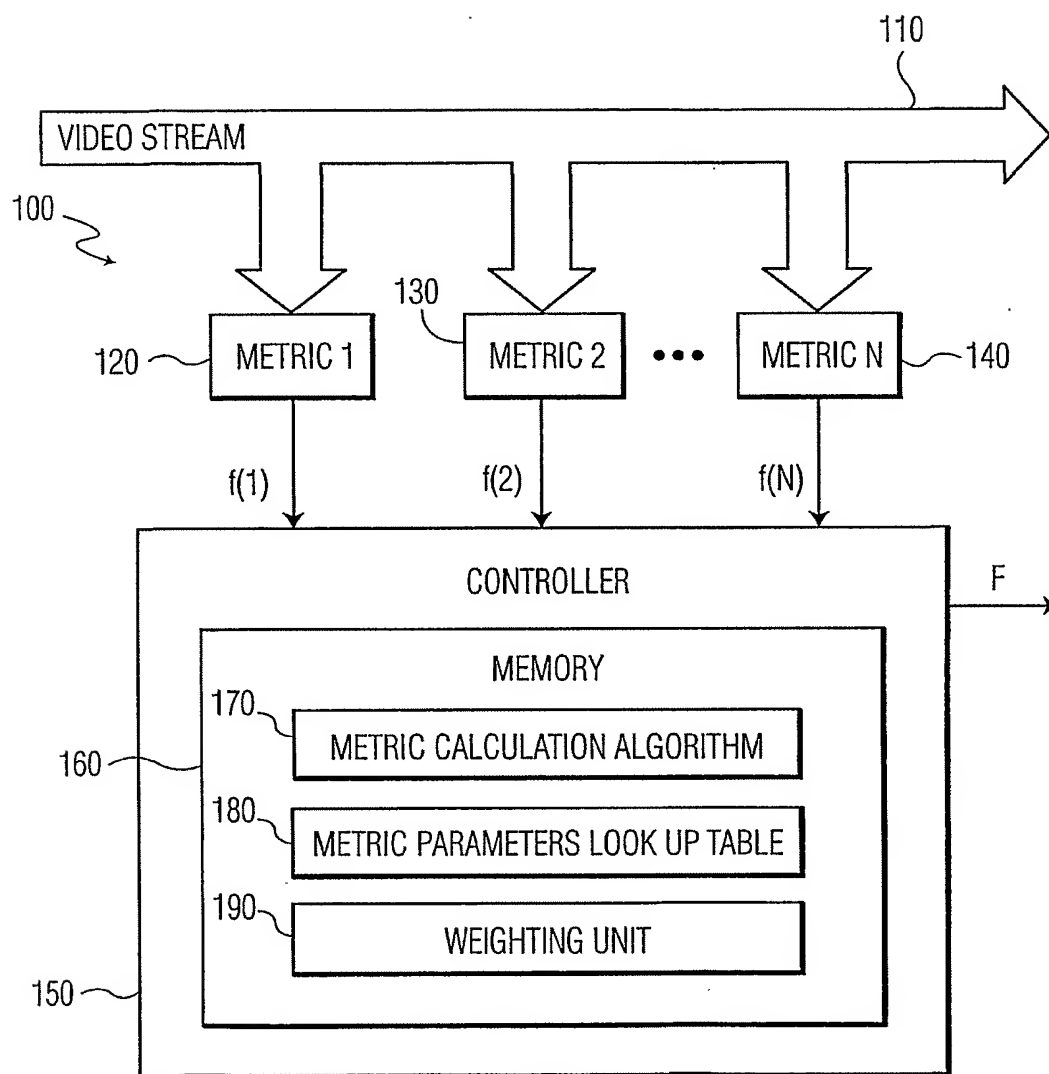 110
VIDEO STREAM
100
130
120
METRIC 1
METRIC 2
•••
METRIC N
140
f(1)
f(2)
f(N)
CONTROLLER
F
MEMORY
170
METRIC CALCULATION ALGORITHM
160
180
METRIC PARAMETERS LOOK UP TABLE
190
WEIGHTING UNIT
150